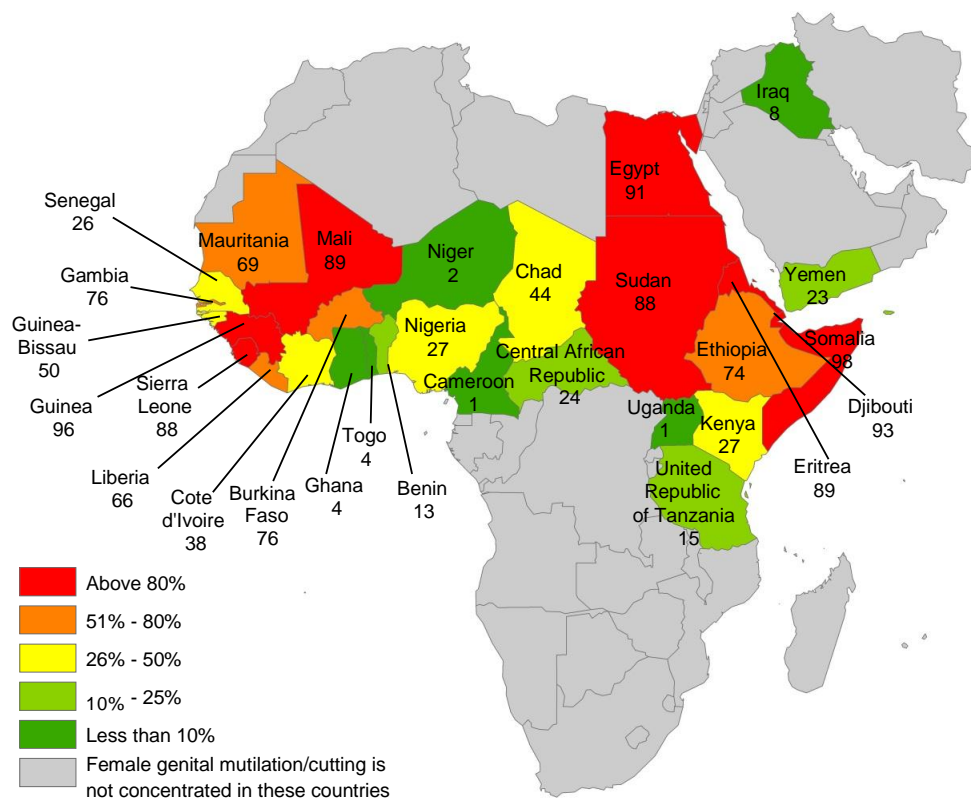 Iraq
8
Egypt
91
Senegal
26
Mauritania
69
Mali
89
Niger
2
Chad
44
Sudan
88
Yemen
23
Gambia
76
Guinea-
Bissau
50
Nigeria
27
Central African
Republic
24
Ethiopia
74
Somalia
98
Guinea
96
Sierra
Leone
88
Cameroon
1
Uganda
1
Kenya
27
Djibouti
93
Liberia
66
Cote
d'Ivoire
38
Burkina
Faso
76
Ghana
4
Togo
4
Benin
13
United
Republic
of Tanzania
15
Eritrea
89
Above 80%
51% - 80%
26% - 50%
10% - 25%
Less than 10%
Female genital mutilation/cutting is
not concentrated in these countries